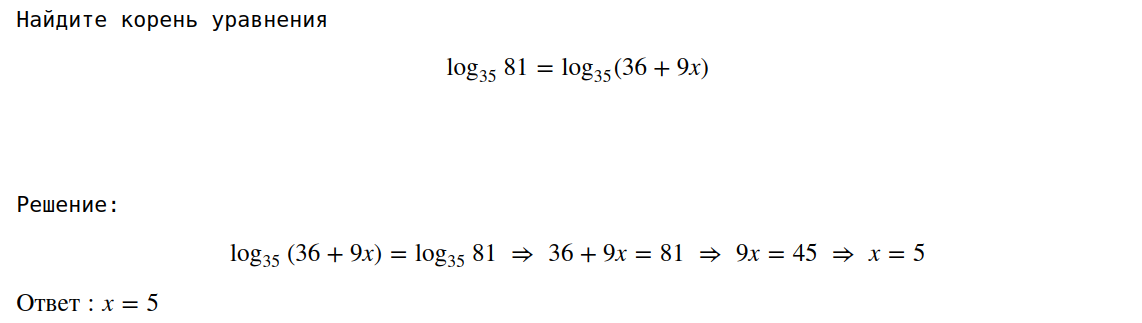 Найдите корень уравнения
log₃₅ 81 = log₃₅(36 + 9x)
Решение:
log₃₅ (36 + 9x) = log₃₅ 81 ⇒ 36 + 9x = 81 ⇒ 9x = 45 ⇒ x = 5
Ответ : x = 5